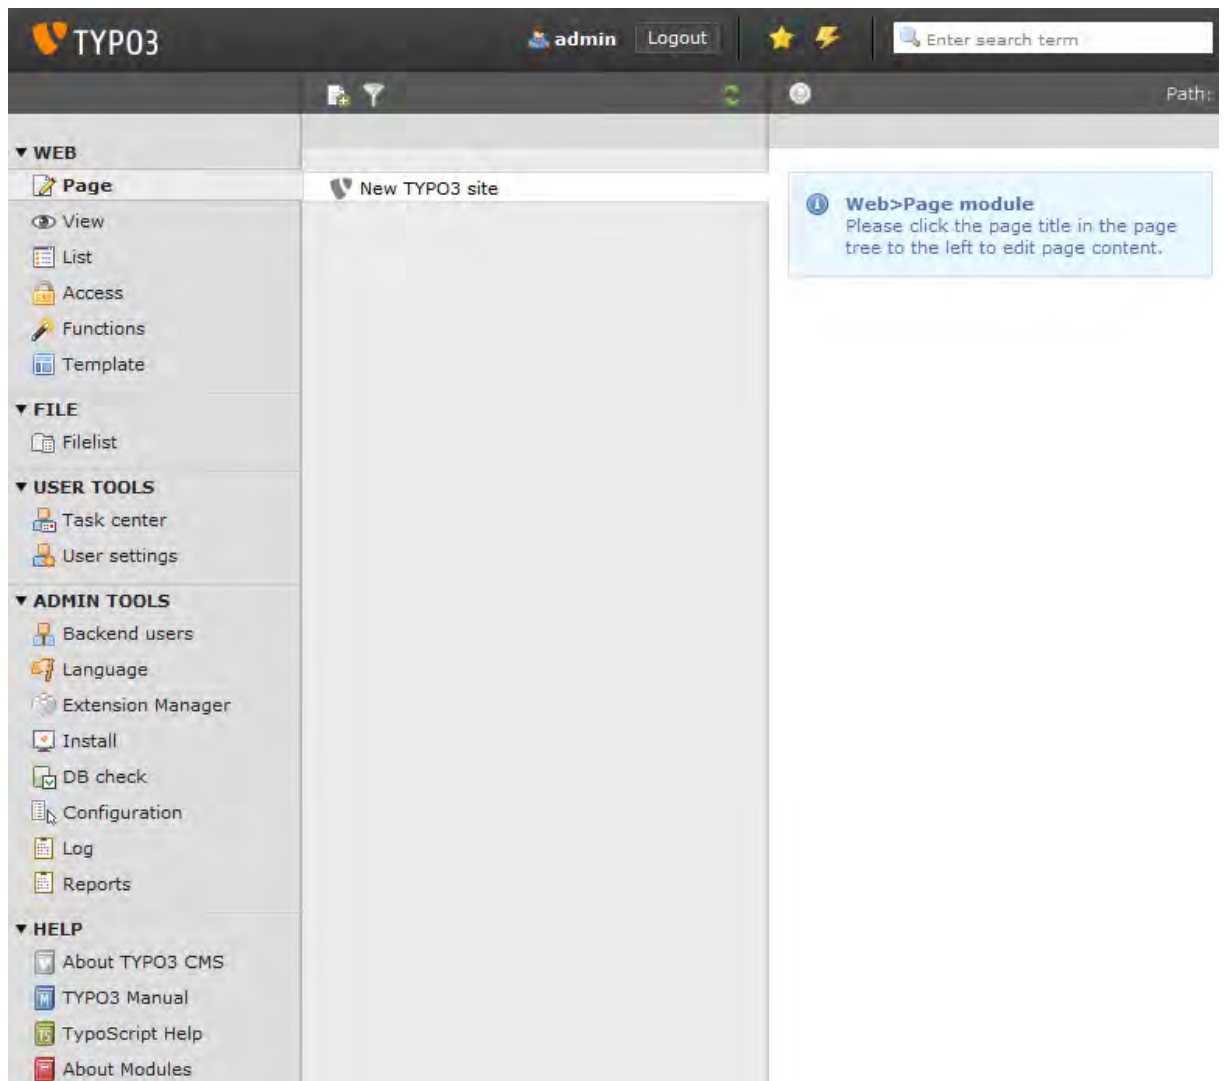 TYPO3
admin
Logout
Enter search term
Path:
WEB
Page
View
List
Access
Functions
Template
FILE
Filelist
USER TOOLS
Task center
User settings
ADMIN TOOLS
Backend users
Language
Extension Manager
Install
DB check
Configuration
Log
Reports
HELP
About TYPO3 CMS
TYPO3 Manual
TypoScript Help
About Modules
New TYPO3 site
Web>Page module
Please click the page title in the page
tree to the left to edit page content.